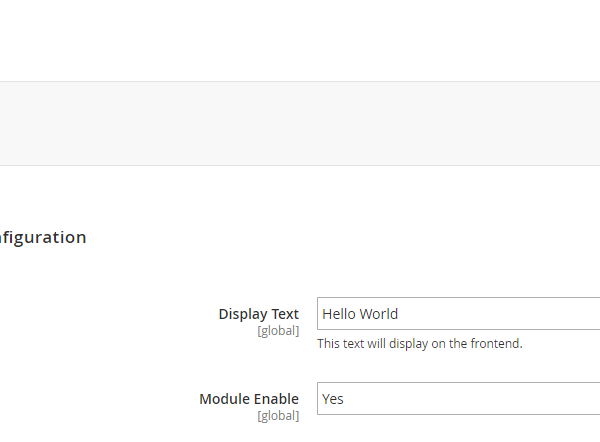 nfiguration
Display Text
Hello World
[global]
This text will display on the frontend.
Module Enable
Yes
[global]